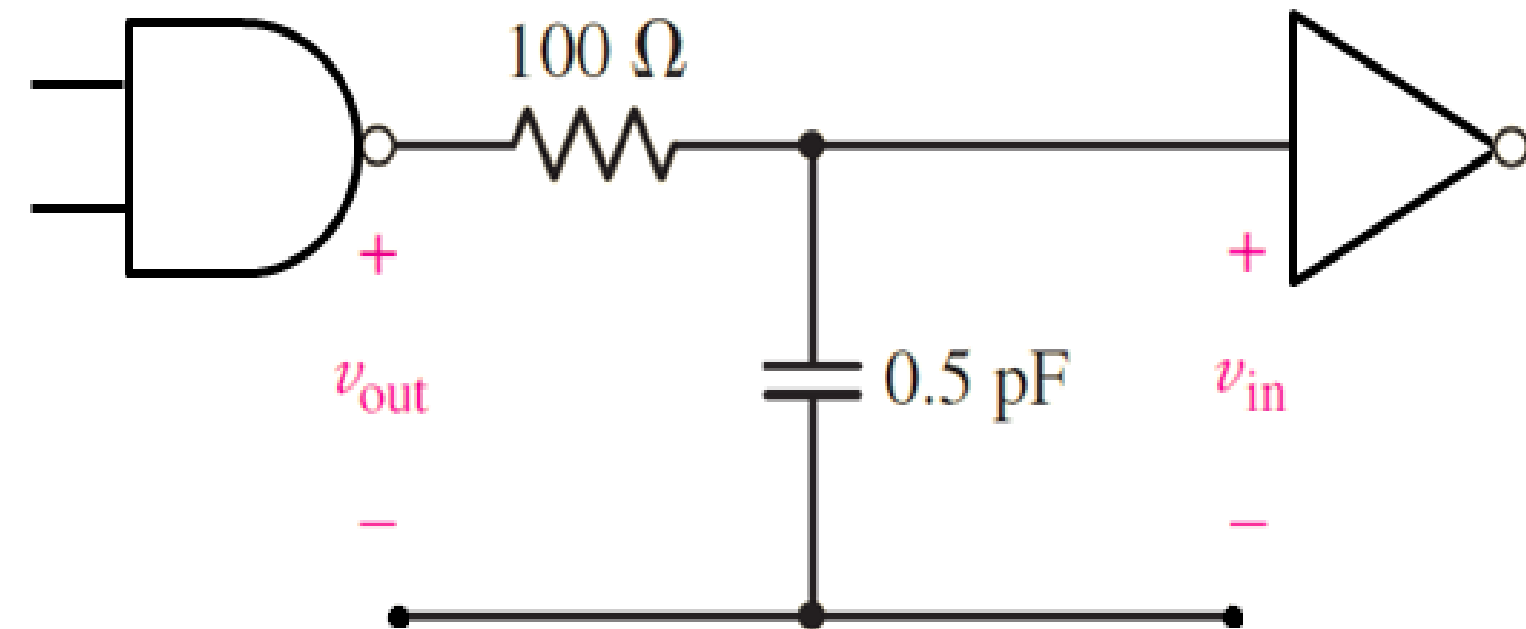 100 Ω
+
+
v_out
0.5 pF
v_in
−
−